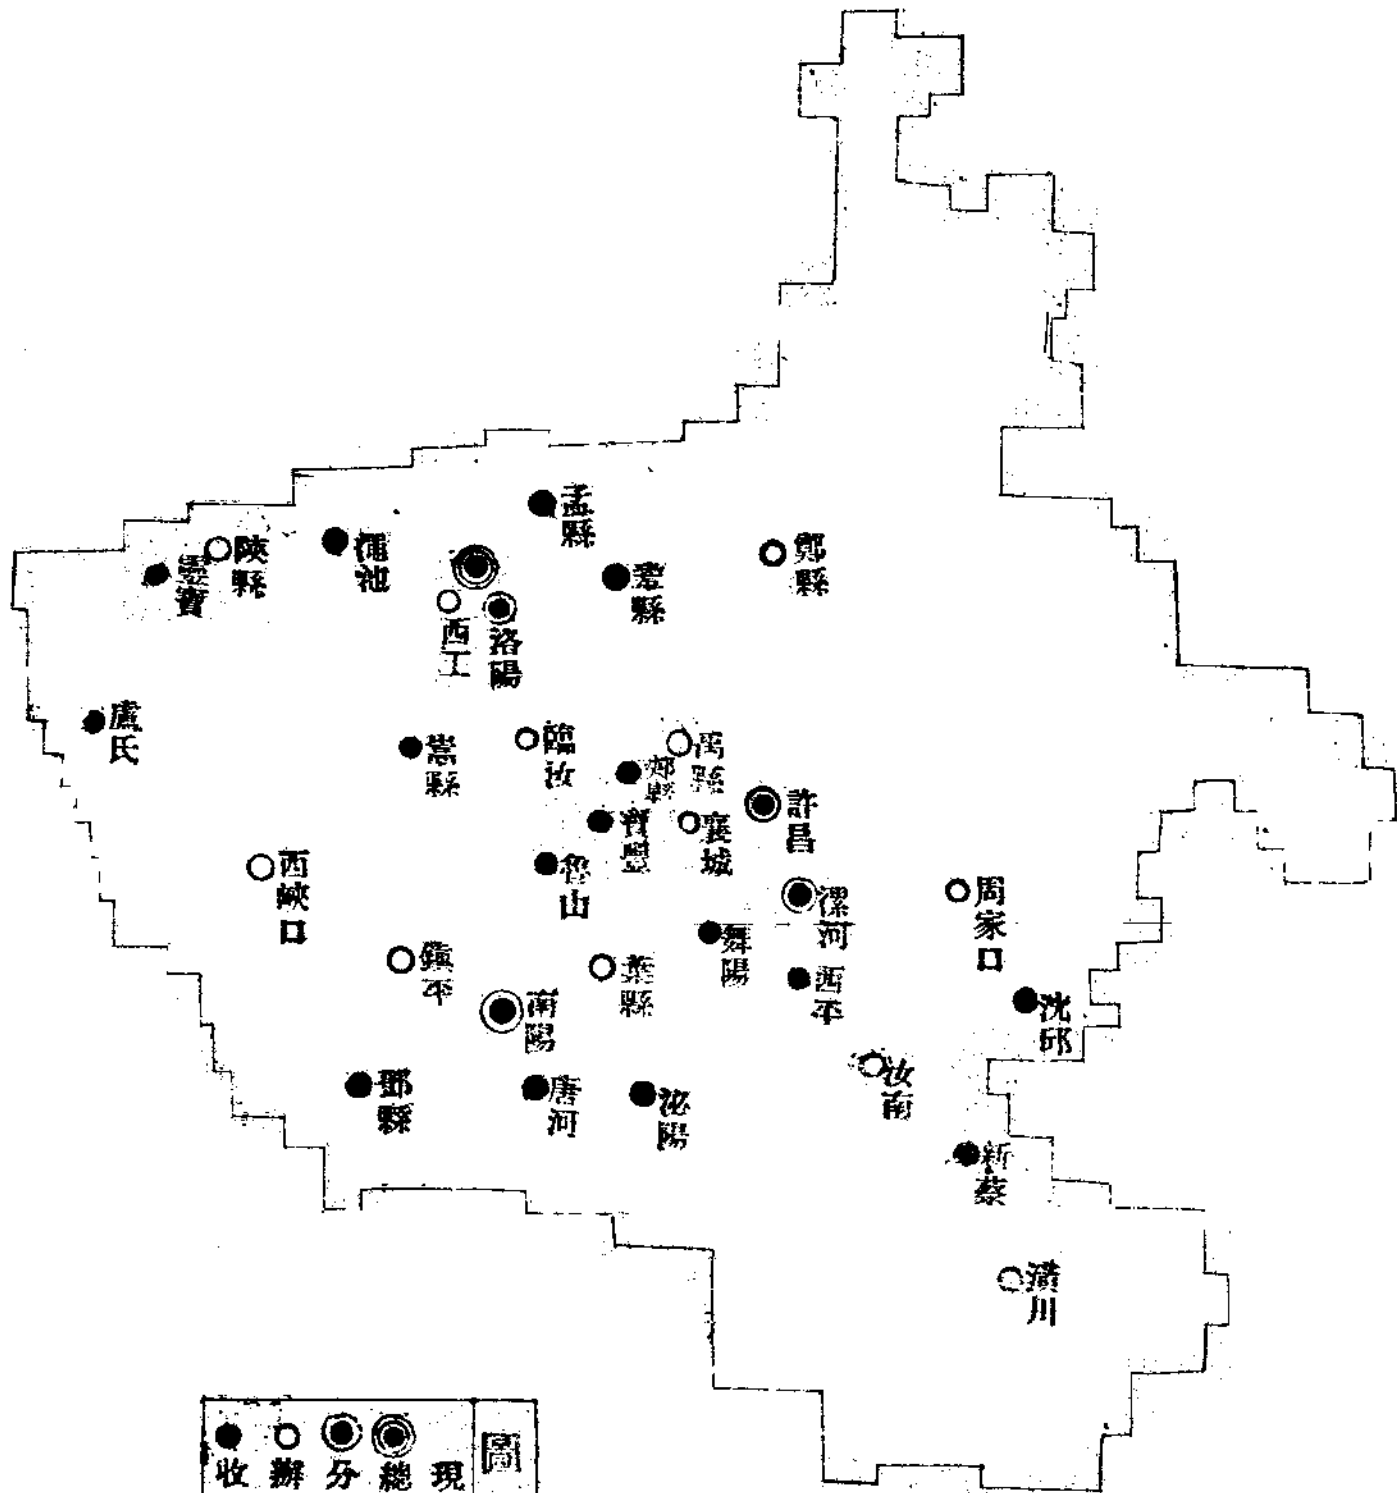 孟縣
鄭縣
陝縣
澠池
靈寶
鞏縣
西工
洛陽
盧氏
嵩縣
臨汝
禹縣
郟縣
許昌
寶豐
襄城
魯山
西峽口
漯河
周家口
舞陽
鎮平
葉縣
西平
南陽
沈邱
鄧縣
唐河
泌陽
汝南
新蔡
潢川
圖
現
總
分
辦
收